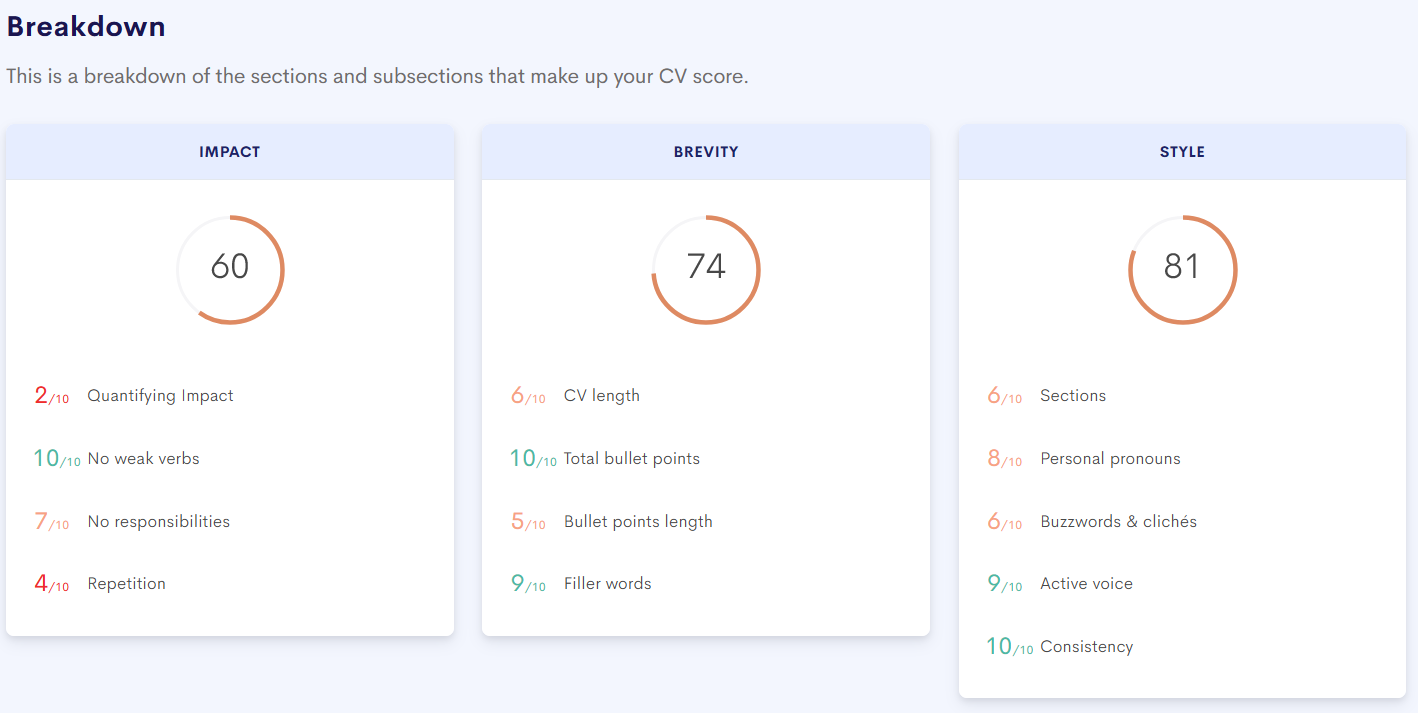 Breakdown
This is a breakdown of the sections and subsections that make up your CV score.
IMPACT
60
2/10 Quantifying Impact
10/10 No weak verbs
7/10 No responsibilities
4/10 Repetition
BREVITY
74
6/10 CV length
10/10 Total bullet points
5/10 Bullet points length
9/10 Filler words
STYLE
81
6/10 Sections
8/10 Personal pronouns
6/10 Buzzwords & clichés
9/10 Active voice
10/10 Consistency